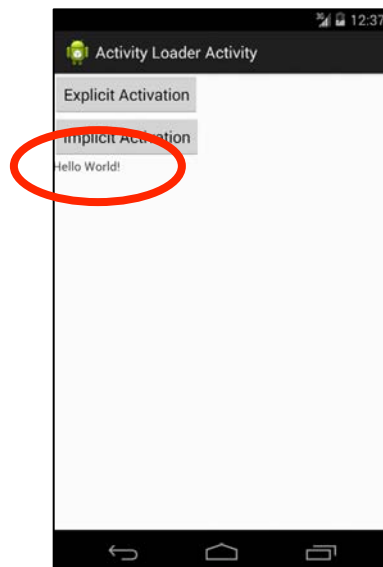 12:37
Activity Loader Activity
Explicit Activation
Implicit Activation
Hello World!